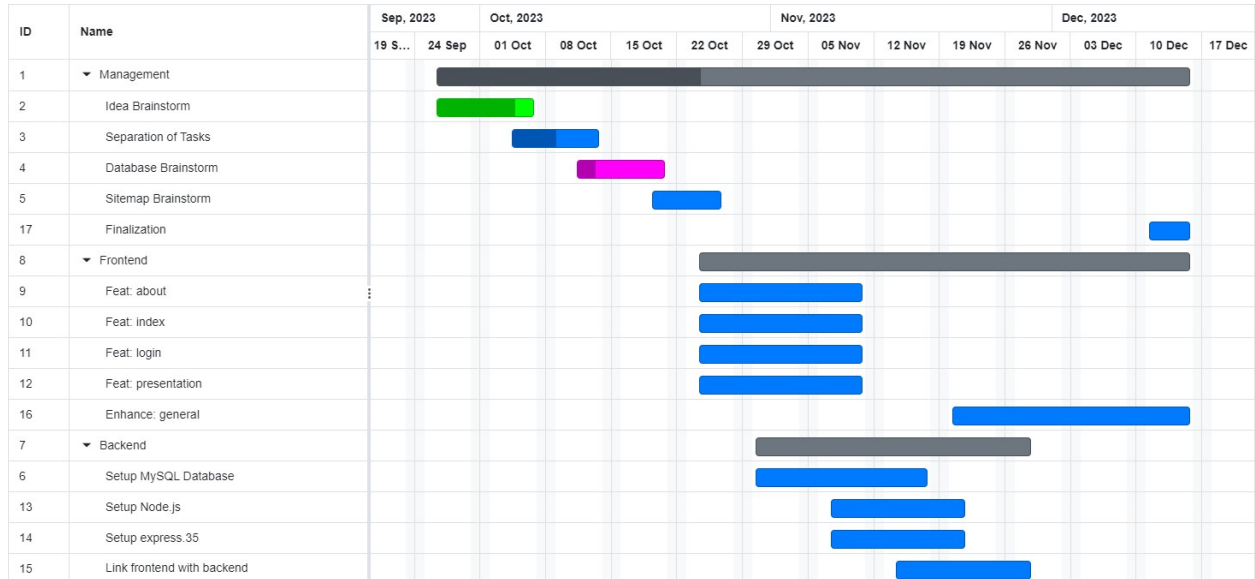 Sep, 2023 Oct, 2023 Nov, 2023 Dec, 2023
ID Name
19 S... 24 Sep 01 Oct 08 Oct 15 Oct 22 Oct 29 Oct 05 Nov 12 Nov 19 Nov 26 Nov 03 Dec 10 Dec 17 Dec
1 Management
2 Idea Brainstorm
3 Separation of Tasks
4 Database Brainstorm
5 Sitemap Brainstorm
17 Finalization
8 Frontend
9 Feat: about
10 Feat: index
11 Feat: login
12 Feat: presentation
16 Enhance: general
7 Backend
6 Setup MySQL Database
13 Setup Node.js
14 Setup express.35
15 Link frontend with backend